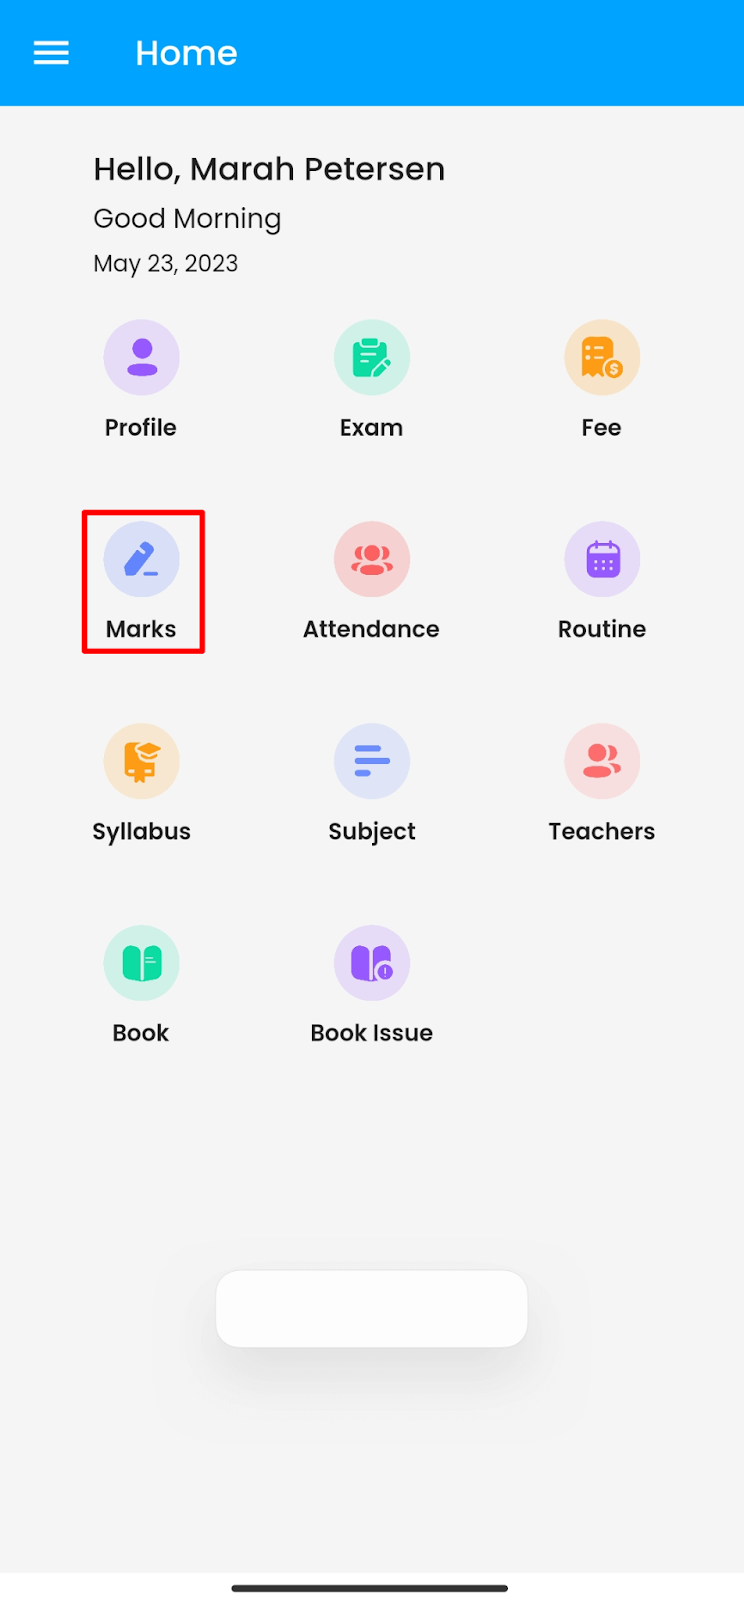 Home
Hello, Marah Petersen
Good Morning
May 23, 2023
Profile Exam Fee
Marks Attendance Routine
Syllabus Subject Teachers
Book Book Issue